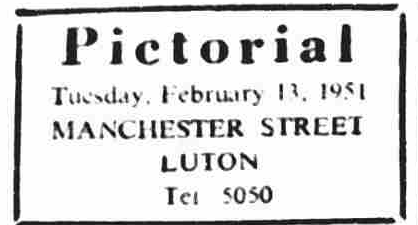 Pictorial
Tuesday, February 13, 1951
MANCHESTER STREET
LUTON
Tel 5050